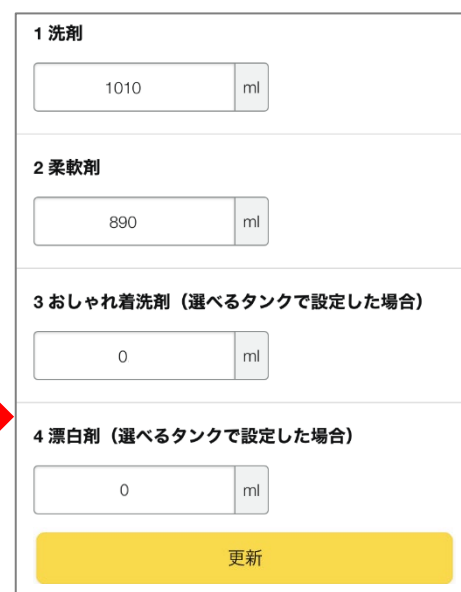 1 洗剤
1010 ml
2 柔軟剤
890 ml
3 おしゃれ着洗剤（選べるタンクで設定した場合）
0 ml
4 漂白剤（選べるタンクで設定した場合）
0 ml
更新